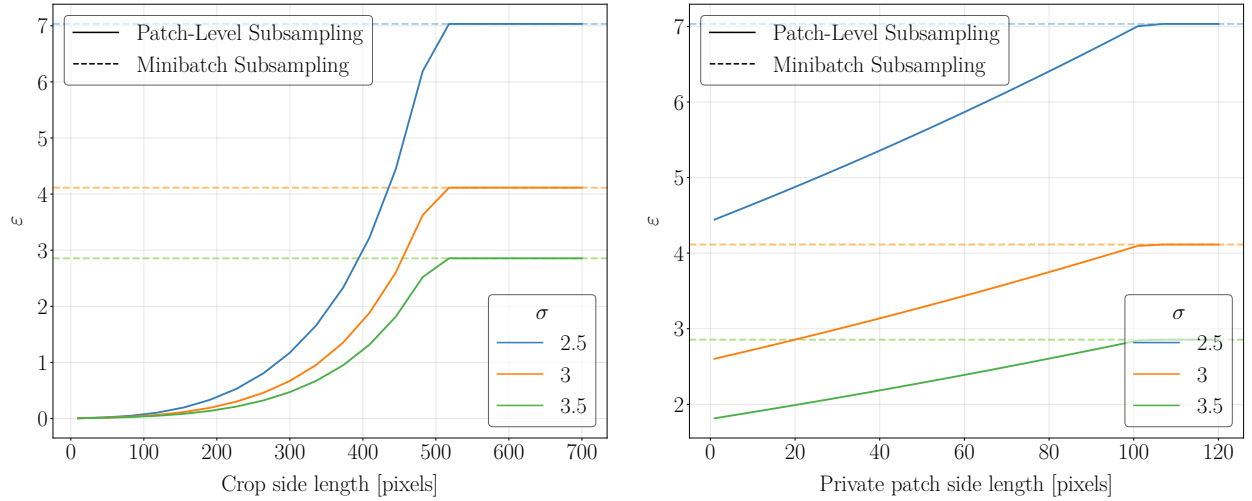 7
6
5
4
3
2
1
0
ε
Patch-Level Subsampling
Minibatch Subsampling
σ
2.5
3
3.5
0 100 200 300 400 500 600 700
Crop side length [pixels]
7
6
5
4
3
2
ε
Patch-Level Subsampling
Minibatch Subsampling
σ
2.5
3
3.5
0 20 40 60 80 100 120
Private patch side length [pixels]